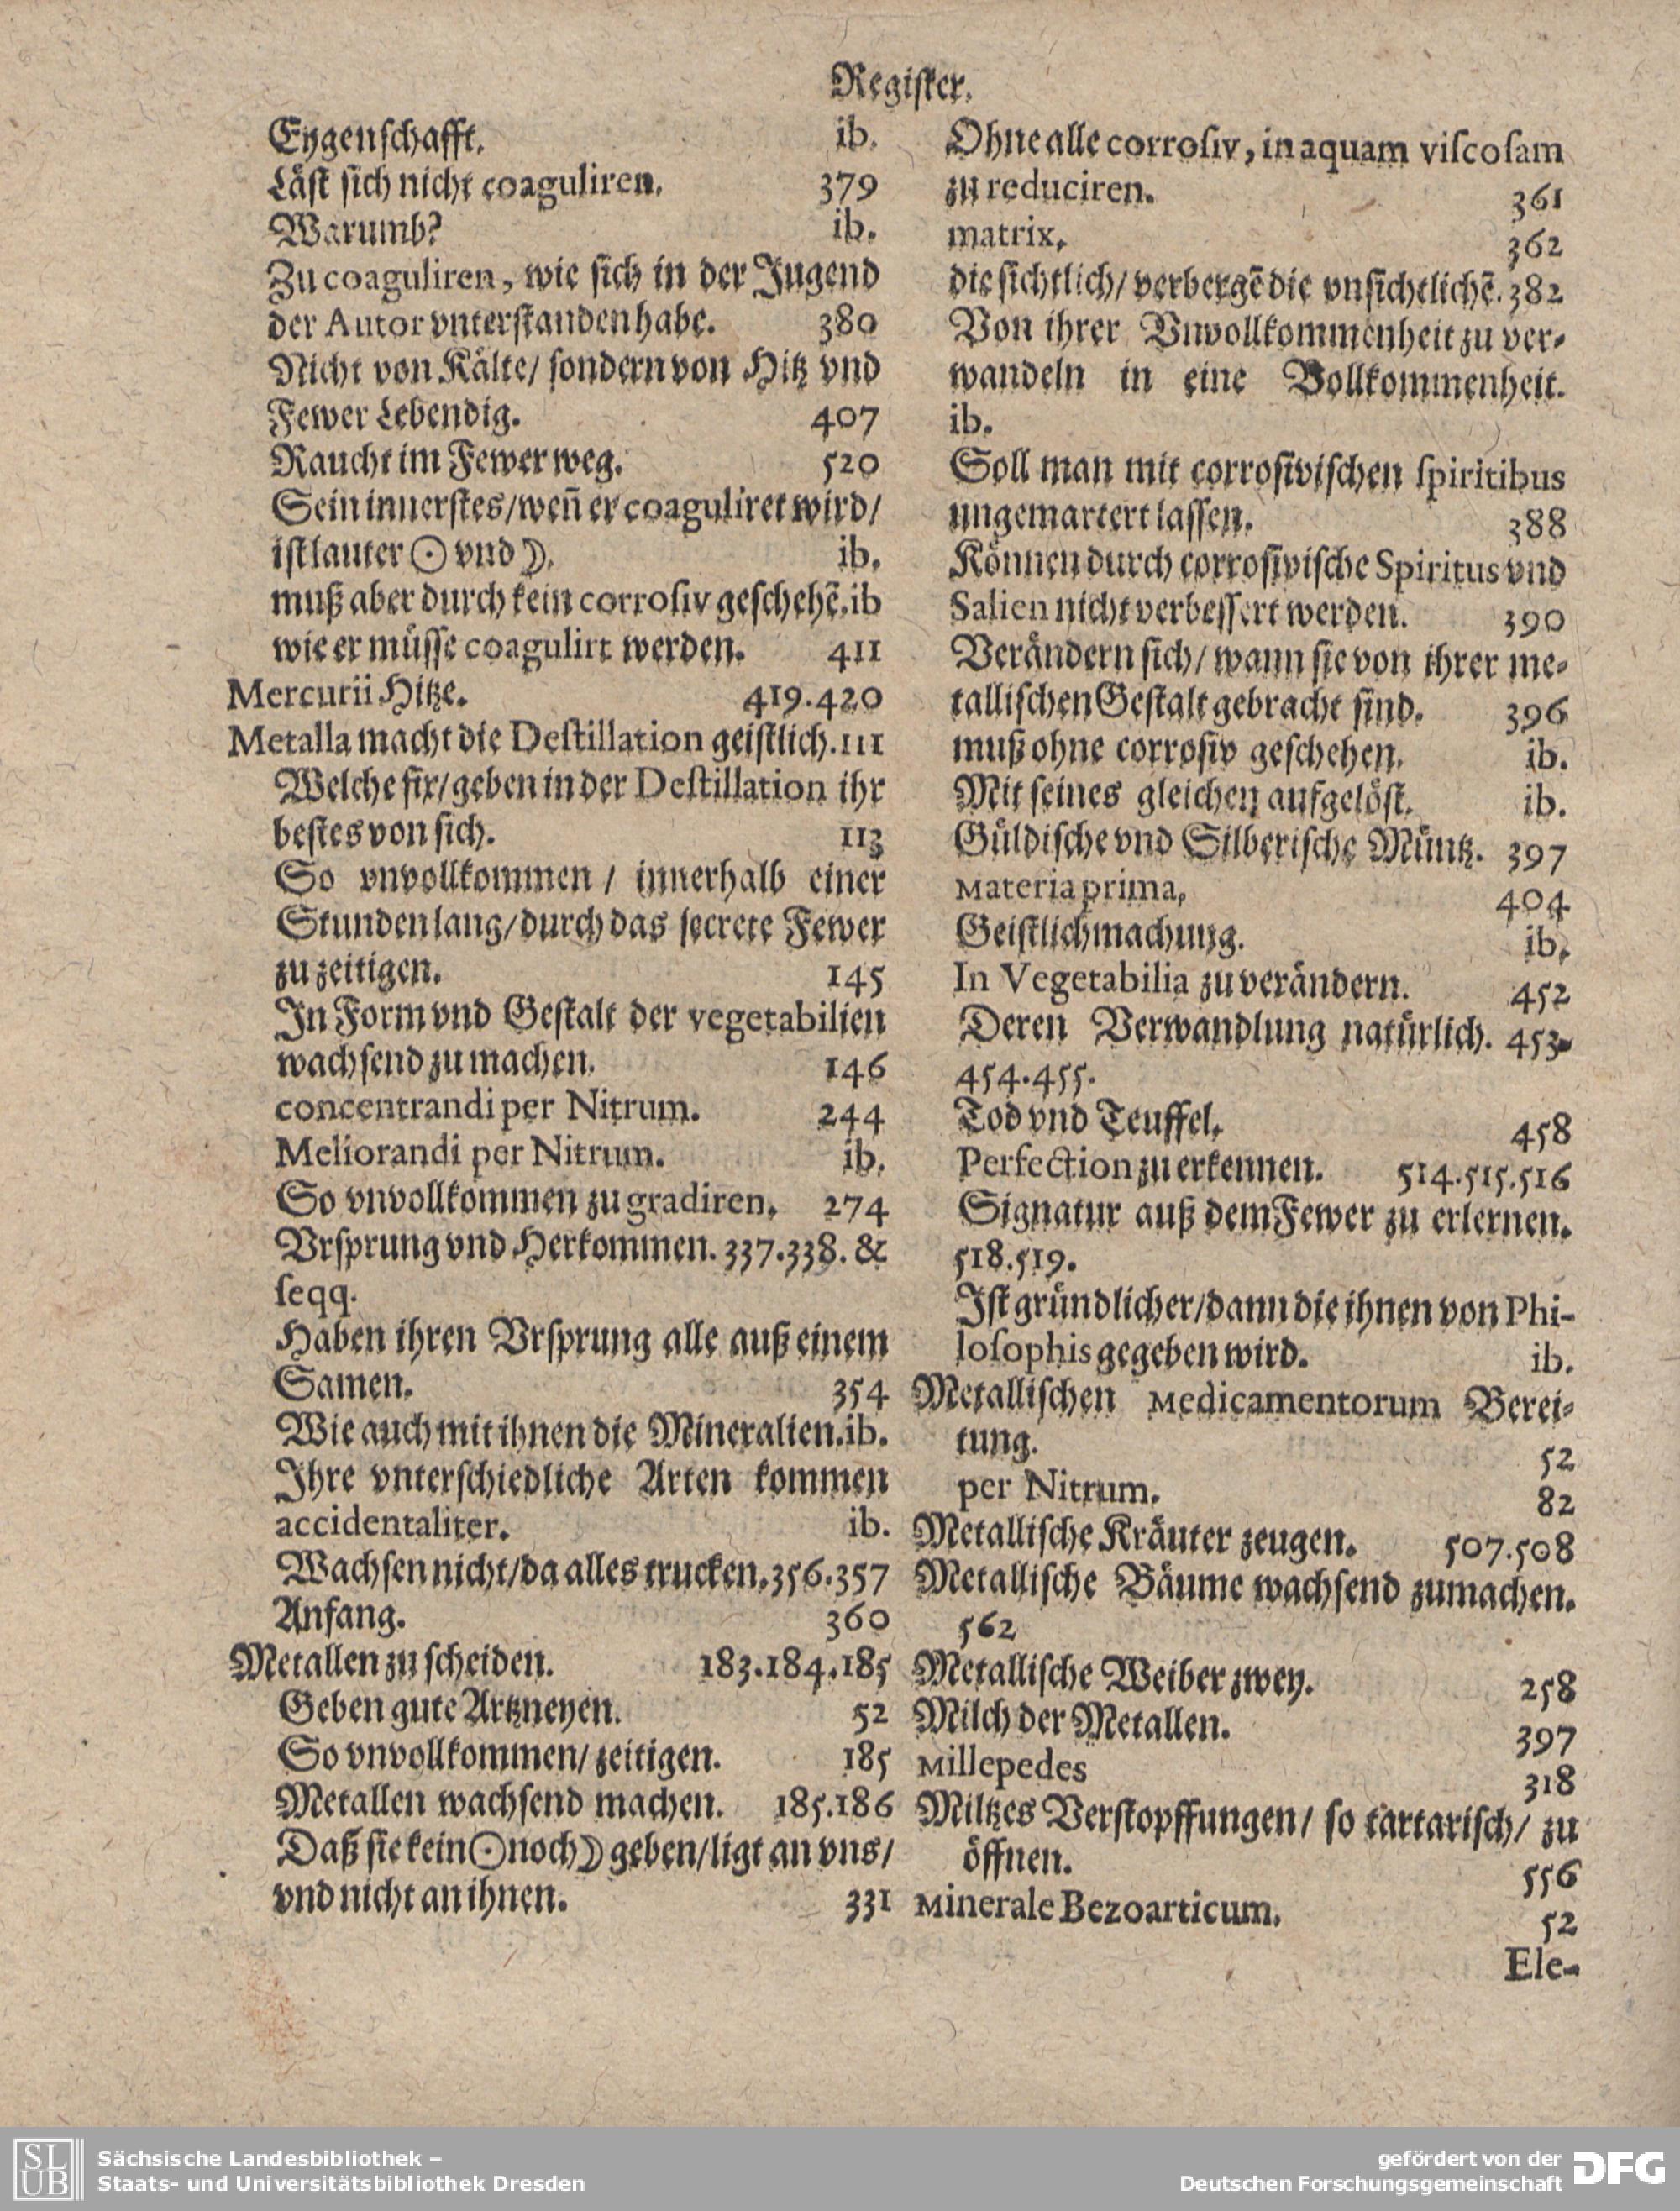 Register.
Eygenschafft. ib.
Läst sich nicht coaguliren. 379
Warumb? ib.
Zu coaguliren, wie sich in der Jugend
der Autor vnterstanden habe. 380
Nicht von Kälte/ sondern von Hitz vnd
Fewer Lebendig. 407
Raucht im Fewer weg. 520
Sein innerstes/ weñ er coaguliret wird/
ist lauter ☉ vnd ☽. ib.
muß aber durch kein corrosiv geschehẽ. ib
wie er müsse coagulirt werden. 411
Mercurii Hitze. 419.420
Metalla macht die Destillation geistlich. 111
Welche fix/ geben in der Destillation ihr
bestes von sich. 113
So vnvollkommen / innerhalb einer
Stunden lang/ durch das secrete Fewer
zu zeitigen. 145
In Form vnd Gestalt der vegetabilien
wachsend zu machen. 146
concentrandi per Nitrum. 244
Meliorandi per Nitrum. ib.
So vnvollkommen zu gradiren. 274
Vrsprung vnd Herkommen. 337.338. &
seqq.
Haben ihren Vrsprung alle auß einem
Samen. 354
Wie auch mit ihnen die Mineralien. ib.
Ihre vnterschiedliche Arten kommen
accidentaliter. ib.
Wachsen nicht/ da alles trucken. 356.357
Anfang. 360
Metallen zu scheiden. 183.184.185
Geben gute Artzneyen. 52
So vnvollkommen/ zeitigen. 185
Metallen wachsend machen. 185.186
Daß sie kein ☉ noch ☽ geben/ ligt an vns/
vnd nicht an ihnen. 331
Ohne alle corrosiv, in aquam viscosam
zu reduciren. 361
matrix. 362
die sichtlich/ verbergẽ die vnsichtlichẽ. 382
Von ihrer Vnvollkommenheit zu ver-
wandeln in eine Vollkommenheit.
ib.
Soll man mit corrosivischen spiritibus
ungemartert lassen. 388
Können durch corrosivische Spiritus vnd
Salien nicht verbessert werden. 390
Verändern sich/ wann sie von ihrer me-
tallischen Gestalt gebracht sind. 396
muß ohne corrosiv geschehen. ib.
Mit seines gleichen aufgelöst. ib.
Güldische vnd Silberische Müntz. 397
Materia prima. 404
Geistlichmachung. ib.
In Vegetabilia zu verändern. 452
Deren Verwandlung natürlich. 453.
454.455.
Tod vnd Teuffel. 458
Perfection zu erkennen. 514.515.516
Signatur auß dem Fewer zu erlernen.
518.519.
Ist gründlicher/ dann die ihnen von Phi-
losophis gegeben wird. ib.
Metallischen Medicamentorum Berei-
tung. 52
per Nitrum. 82
Metallische Kräuter zeugen. 507.508
Metallische Bäume wachsend zumachen.
562
Metallische Weiber zwey. 258
Milch der Metallen. 397
Millepedes 318
Miltzes Verstopffungen/ so tartarisch/ zu
öffnen. 556
Minerale Bezoarticum. 52
Ele-
SLUB
Sächsische Landesbibliothek –
Staats- und Universitätsbibliothek Dresden
gefördert von der
Deutschen Forschungsgemeinschaft
DFG